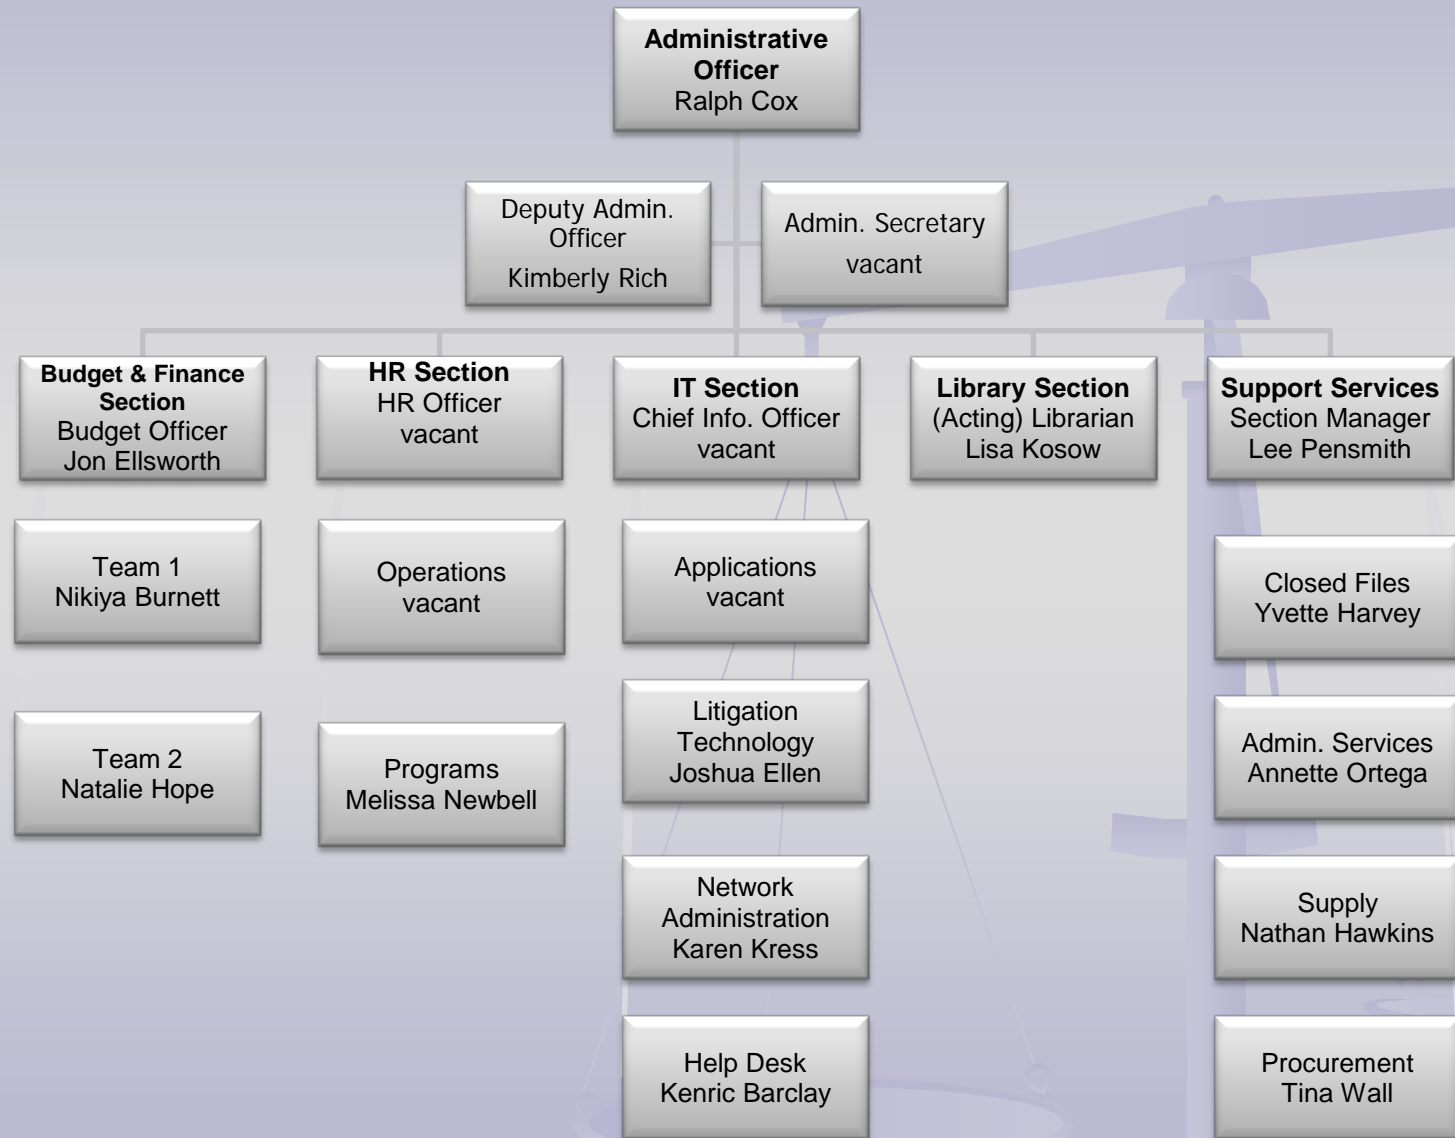 Administrative
Officer
Ralph Cox
Deputy Admin.
Officer
Kimberly Rich
Admin. Secretary
vacant
Budget & Finance
Section
Budget Officer
Jon Ellsworth
HR Section
HR Officer
vacant
IT Section
Chief Info. Officer
vacant
Library Section
(Acting) Librarian
Lisa Kosow
Support Services
Section Manager
Lee Pensmith
Team 1
Nikiya Burnett
Operations
vacant
Applications
vacant
Closed Files
Yvette Harvey
Team 2
Natalie Hope
Programs
Melissa Newbell
Litigation
Technology
Joshua Ellen
Admin. Services
Annette Ortega
Network
Administration
Karen Kress
Supply
Nathan Hawkins
Help Desk
Kenric Barclay
Procurement
Tina Wall